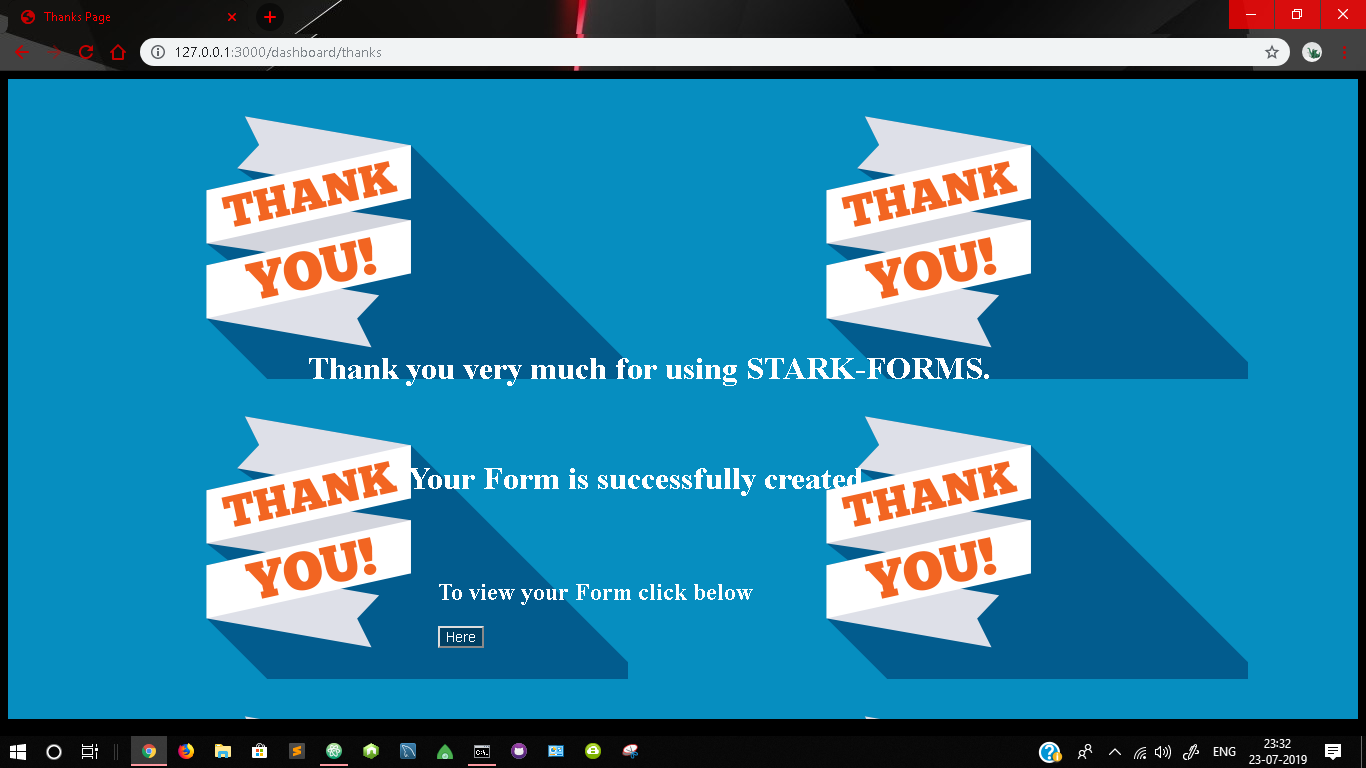 Thanks Page
127.0.0.1:3000/dashboard/thanks
THANK
YOU!
THANK
YOU!
Thank you very much for using STARK-FORMS.
THANK
YOU!
Your Form is successfully created
THANK
YOU!
To view your Form click below
Here
ENG
23:32
23-07-2019